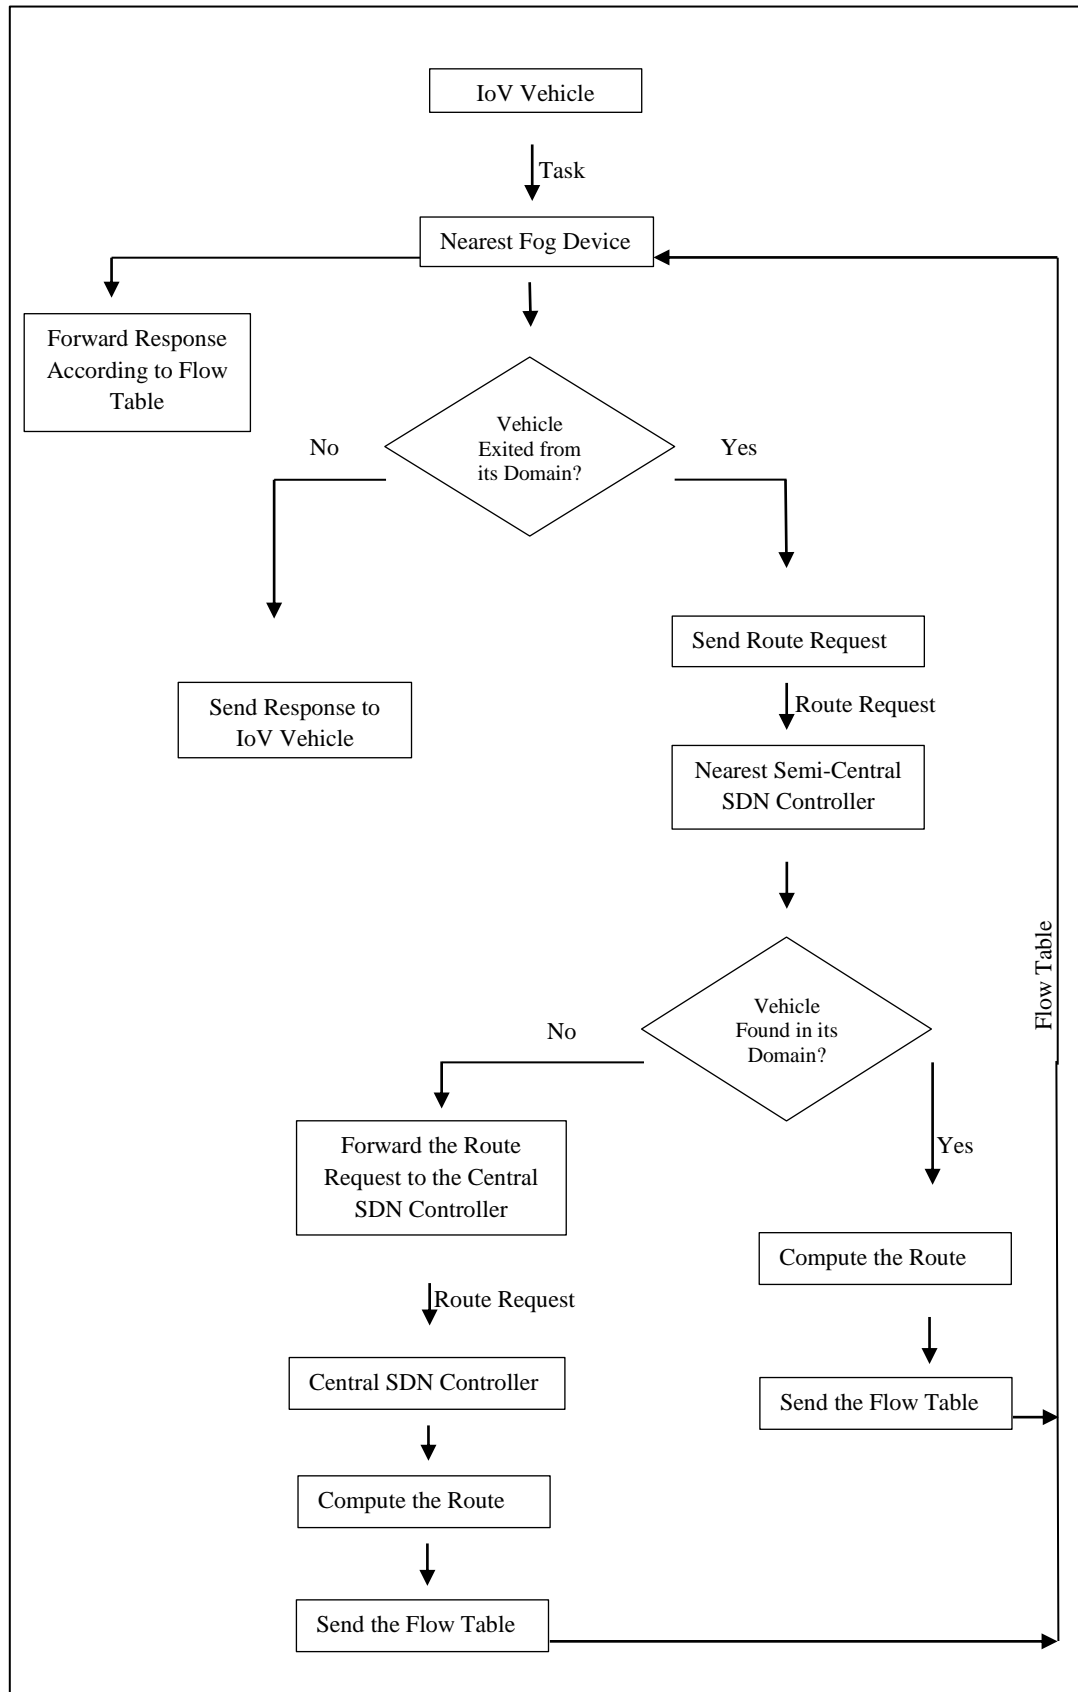 IoV Vehicle
Task
Nearest Fog Device
Forward Response
According to Flow
Table
Vehicle
Exited from
its Domain?
No
Yes
Send Route Request
Send Response to
IoV Vehicle
Route Request
Nearest Semi-Central
SDN Controller
Flow Table
Vehicle
Found in its
Domain?
No
Yes
Forward the Route
Request to the Central
SDN Controller
Compute the Route
Route Request
Central SDN Controller
Send the Flow Table
Compute the Route
Send the Flow Table